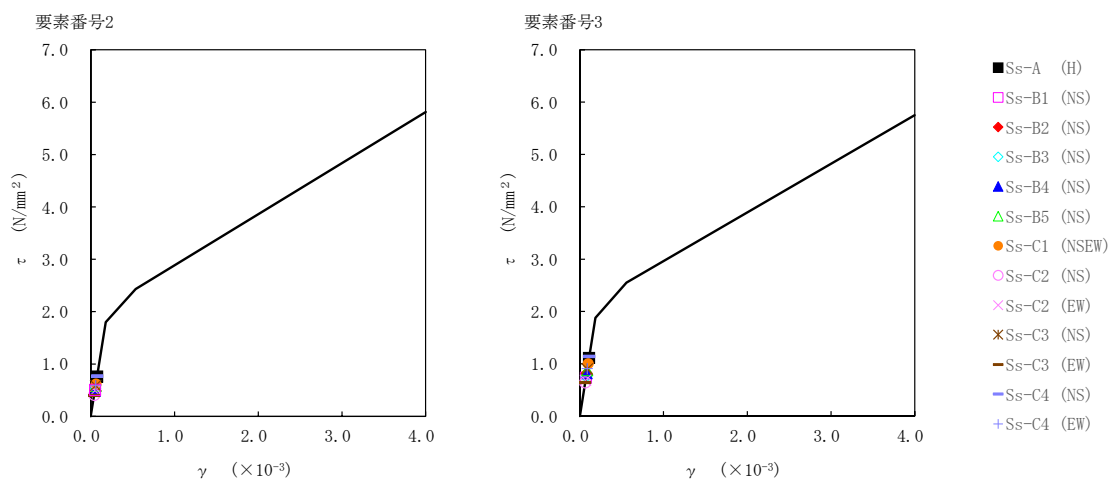 要素番号2
7.0
6.0
5.0
4.0
3.0
2.0
1.0
0.0
τ (N/mm²)
0.0 1.0 2.0 3.0 4.0
γ (×10⁻³)
要素番号3
7.0
6.0
5.0
4.0
3.0
2.0
1.0
0.0
τ (N/mm²)
0.0 1.0 2.0 3.0 4.0
γ (×10⁻³)
Ss-A (H)
Ss-B1 (NS)
Ss-B2 (NS)
Ss-B3 (NS)
Ss-B4 (NS)
Ss-B5 (NS)
Ss-C1 (NSEW)
Ss-C2 (NS)
Ss-C2 (EW)
Ss-C3 (NS)
Ss-C3 (EW)
Ss-C4 (NS)
Ss-C4 (EW)